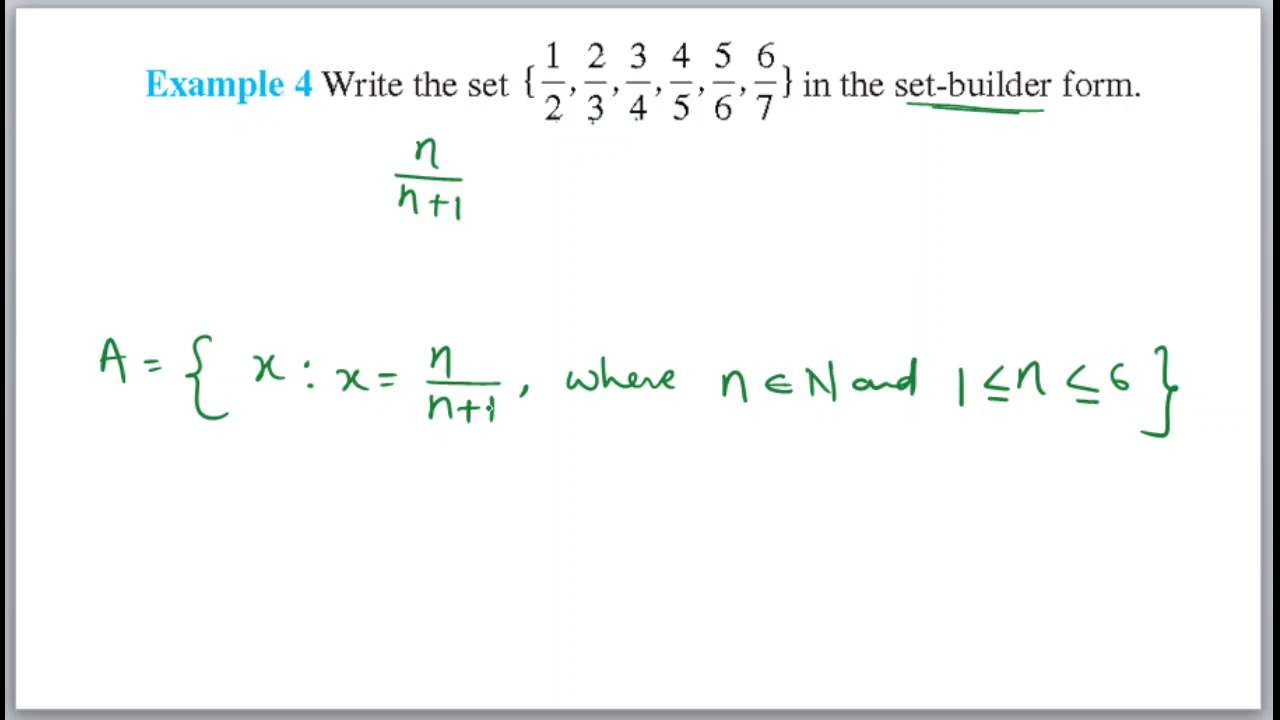 Example 4 Write the set {1/2, 2/3, 3/4, 4/5, 5/6, 6/7} in the set-builder form.
n/n+1
A = { x : x = n/n+1, where n ∈ N and 1 ≤ n ≤ 6 }